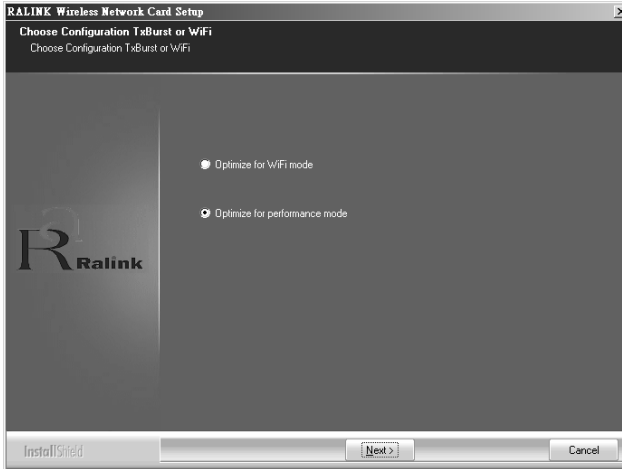 RALINK Wireless Network Card Setup
Choose Configuration TxBurst or WiFi
Choose Configuration TxBurst or WiFi
Optimize for WiFi mode
Optimize for performance mode
Ralink
InstallShield
Next >
Cancel